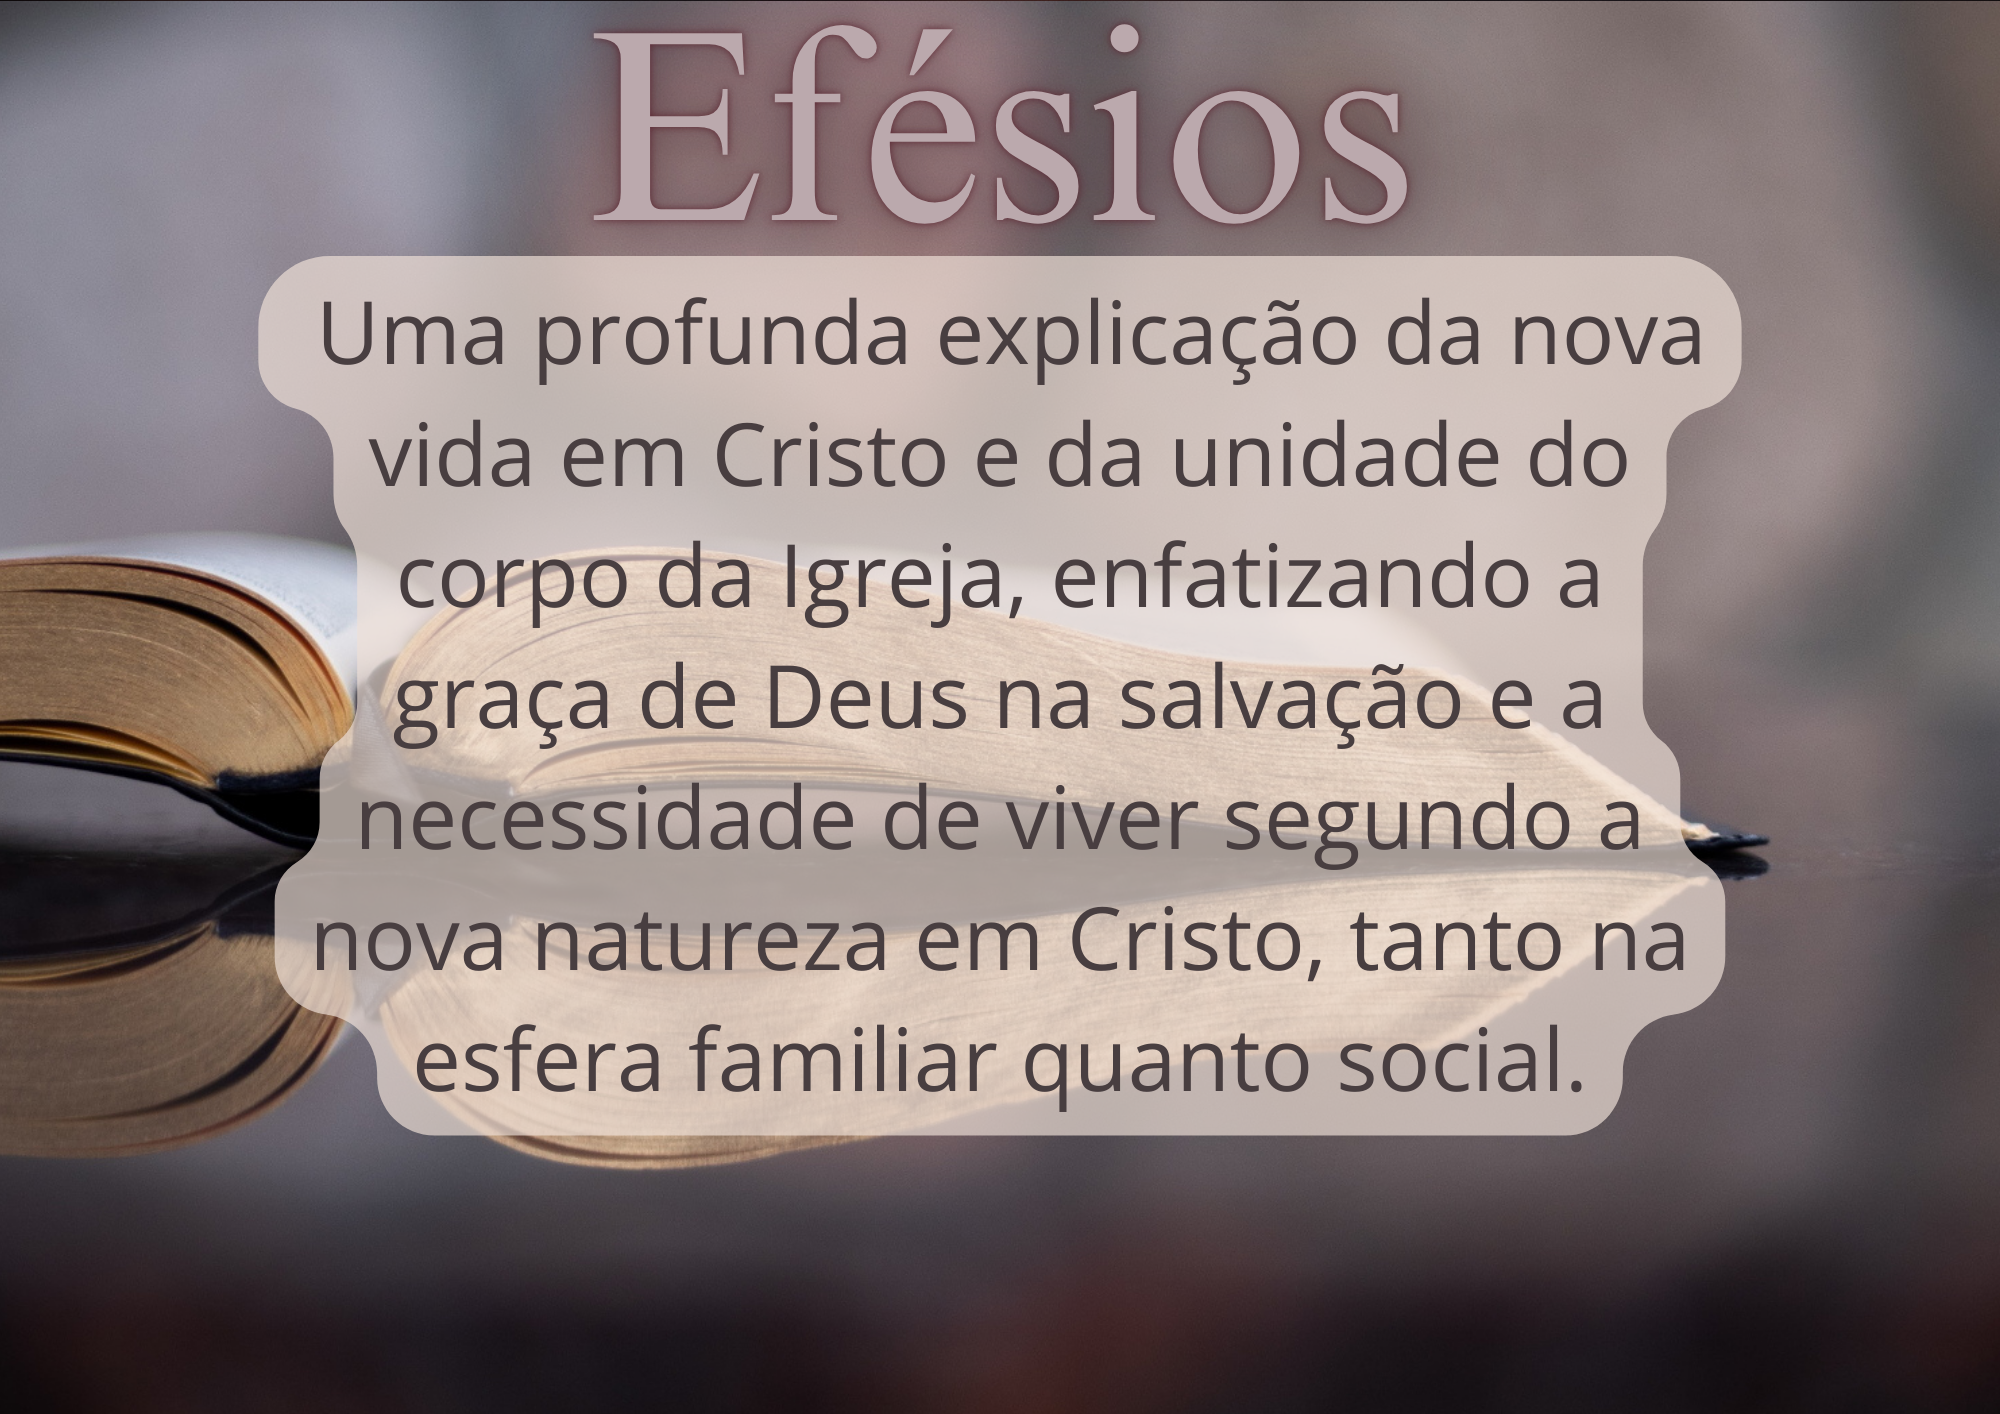 Efésios
Uma profunda explicação da nova
vida em Cristo e da unidade do
corpo da Igreja, enfatizando a
graça de Deus na salvação e a
necessidade de viver segundo a
nova natureza em Cristo, tanto na
esfera familiar quanto social.